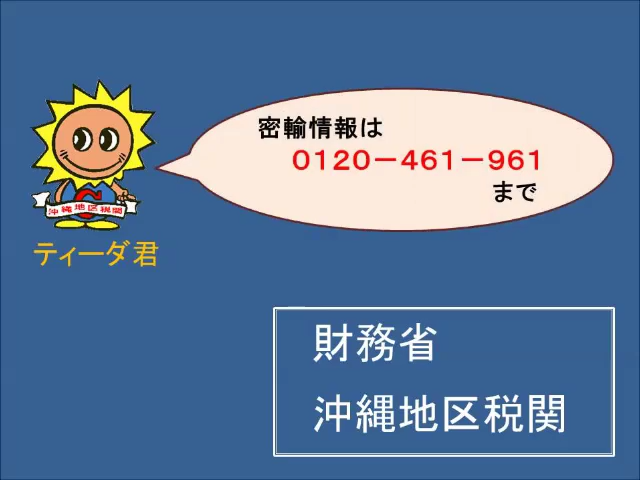 密輸情報は
0120－461－961
まで
沖縄地区税関
ティーダ君
財務省
沖縄地区税関